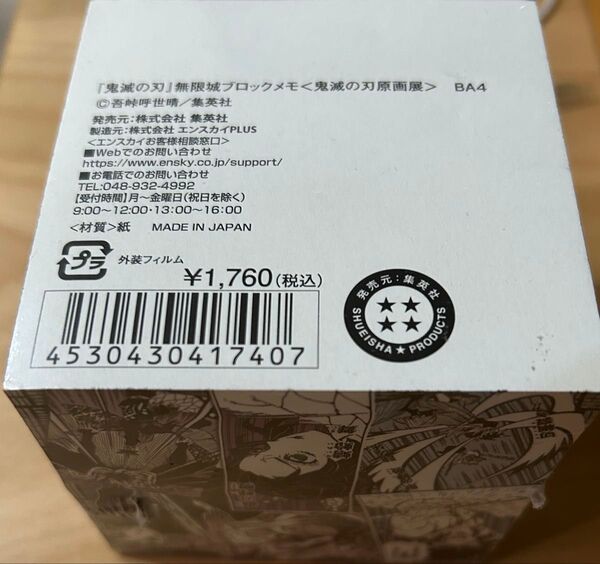 『鬼滅の刃』無限城ブロックメモ＜鬼滅の刃原画展＞ BA4
©吾峠呼世晴／集英社
発売元：株式会社 集英社
製造元：株式会社 エンスカイPLUS
＜エンスカイお客様相談窓口＞
■Webでのお問い合わせ
https://www.ensky.co.jp/support/
■お電話でのお問い合わせ
TEL:048-932-4992
【受付時間】月～金曜日(祝日を除く)
9:00～12:00・13:00～16:00
＜材質＞紙 MADE IN JAPAN
プラ 外装フィルム
¥1,760(税込)
4530430417407
発売元：集英社
SHUEISHA★PRODUCTS